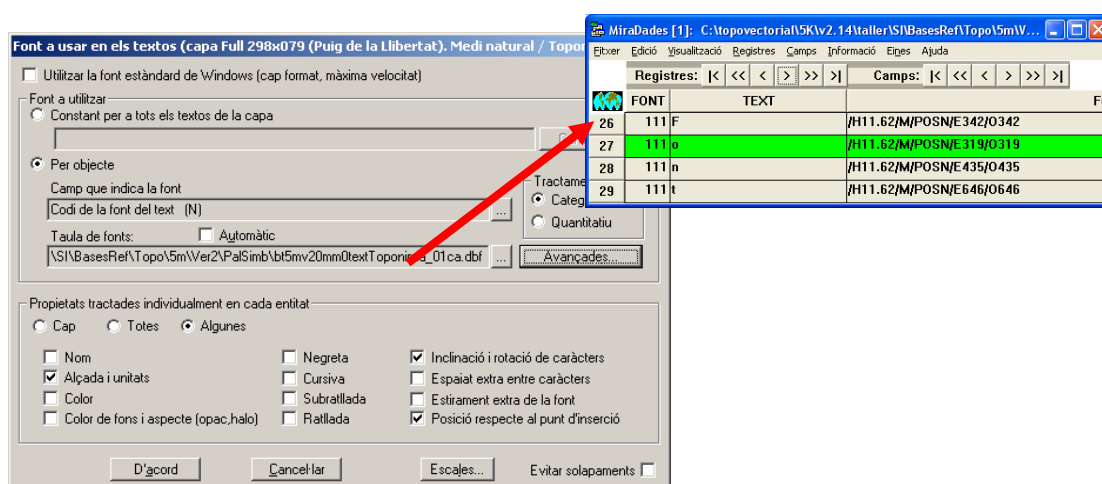 Font a usar en els textos (capa Full 298x079 (Puig de la Llibertat). Medi natural / Topor
Utilitzar la font estàndard de Windows (cap format, màxima velocitat)
Font a utilitzar
Constant per a tots els textos de la capa
Per objecte
Camp que indica la font
Codi de la font del text (N)
...
Taula de fonts:
Automàtic
\SI\BasesRef\Topo\5m\Ver2\PalSimb\bt5mv20mm0textToponimia_01ca.dbf
...
Tractame
Categ
Quantitatiu
Avançades...
Propietats tractades individualment en cada entitat
Cap Totes Algunes
Nom Negreta Inclinació i rotació de caràcters
Alçada i unitats Cursiva Espaiat extra entre caràcters
Color Subratllada Estirament extra de la font
Color de fons i aspecte (opac,halo) Ratllada Posició respecte al punt d'inserció
D'acord Cancel·lar Escales... Evitar solapaments
MiraDades [1]: C:\topovectorial\5K\v2.14\taller\SI\BasesRef\Topo\5m\V...
Fitxer Edició Visualització Registres Camps Informació Eines Ajuda
Registres: |< << < > >> >| Camps: |< << < > >> >|
FONT TEXT F
26 111 F /H11.62/M/POSN/E342/O342
27 111 o /H11.62/M/POSN/E319/O319
28 111 n /H11.62/M/POSN/E435/O435
29 111 t /H11.62/M/POSN/E646/O646